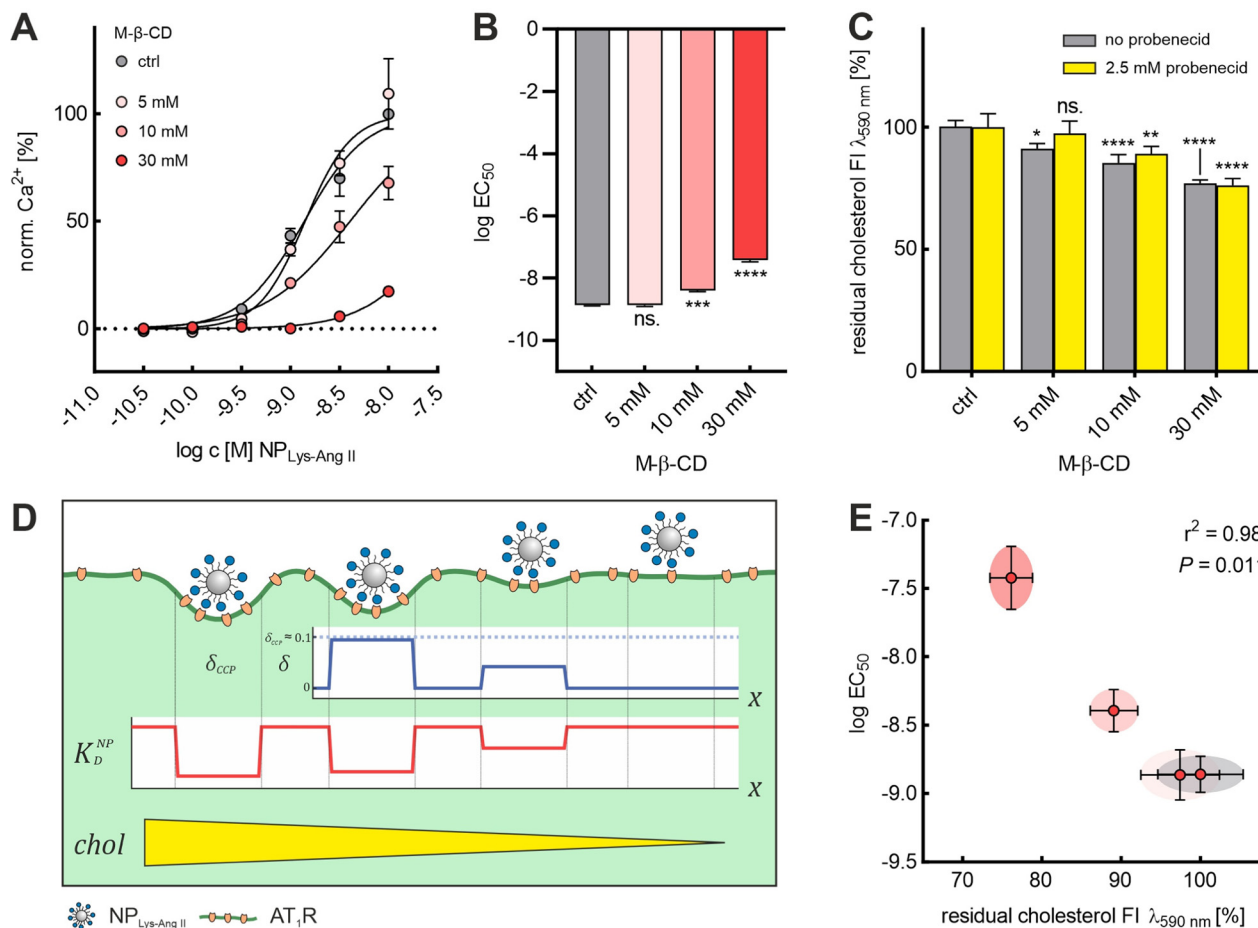 A
M-β-CD
ctrl
5 mM
10 mM
30 mM
norm. Ca2+ [%]
100
50
0
-11.0 -10.5 -10.0 -9.5 -9.0 -8.5 -8.0 -7.5
log c [M] NPLys-Ang II
B
log EC50
0
-2
-4
-6
-8
-10
ns.
***
****
ctrl 5 mM 10 mM 30 mM
M-β-CD
C
no probenecid
2.5 mM probenecid
residual cholesterol FI λ590 nm [%]
100
50
0
*
ns.
****
**
****
****
ctrl 5 mM 10 mM 30 mM
M-β-CD
D
δCCP
δ
δCCP ≈ 0.1
0
x
KDNP
x
chol
NPLys-Ang II
AT1R
E
r2 = 0.98
P = 0.01
log EC50
-7.0
-7.5
-8.0
-8.5
-9.0
-9.5
70 80 90 100
residual cholesterol FI λ590 nm [%]